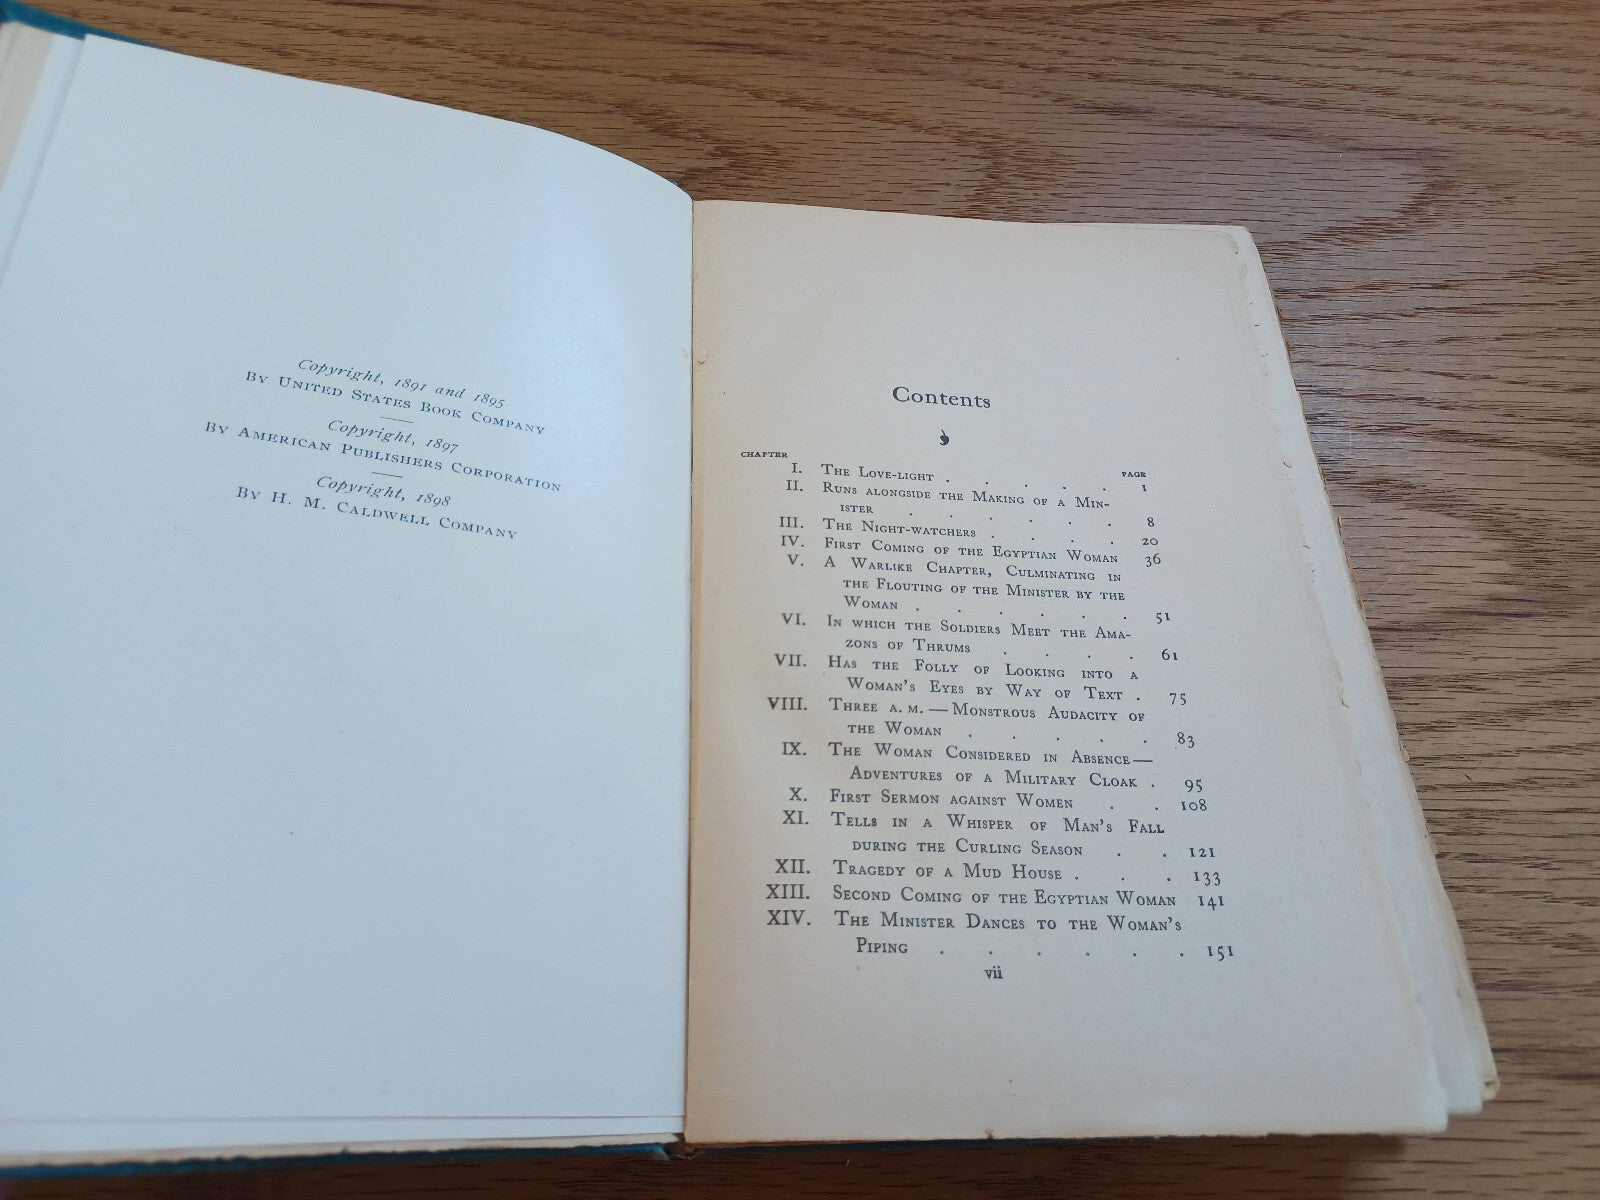 Copyright, 1891 and 1895
By United States Book Company
Copyright, 1897
By American Publishers Corporation
Copyright, 1898
By H. M. Caldwell Company
Contents
CHAPTER PAGE
I. The Love-light . . . . . 1
II. Runs alongside the Making of a Min-
ister . . . . . . 8
III. The Night-watchers . . . . 20
IV. First Coming of the Egyptian Woman 36
V. A Warlike Chapter, Culminating in
the Flouting of the Minister by the
Woman . . . . . . 51
VI. In which the Soldiers Meet the Ama-
zons of Thrums . . . . 61
VII. Has the Folly of Looking into a
Woman's Eyes by Way of Text . 75
VIII. Three A. M. — Monstrous Audacity of
the Woman . . . . . 83
IX. The Woman Considered in Absence —
Adventures of a Military Cloak . 95
X. First Sermon against Women . . 108
XI. Tells in a Whisper of Man's Fall
during the Curling Season . . 121
XII. Tragedy of a Mud House . . . 133
XIII. Second Coming of the Egyptian Woman 141
XIV. The Minister Dances to the Woman's
Piping . . . . . . 151
vii